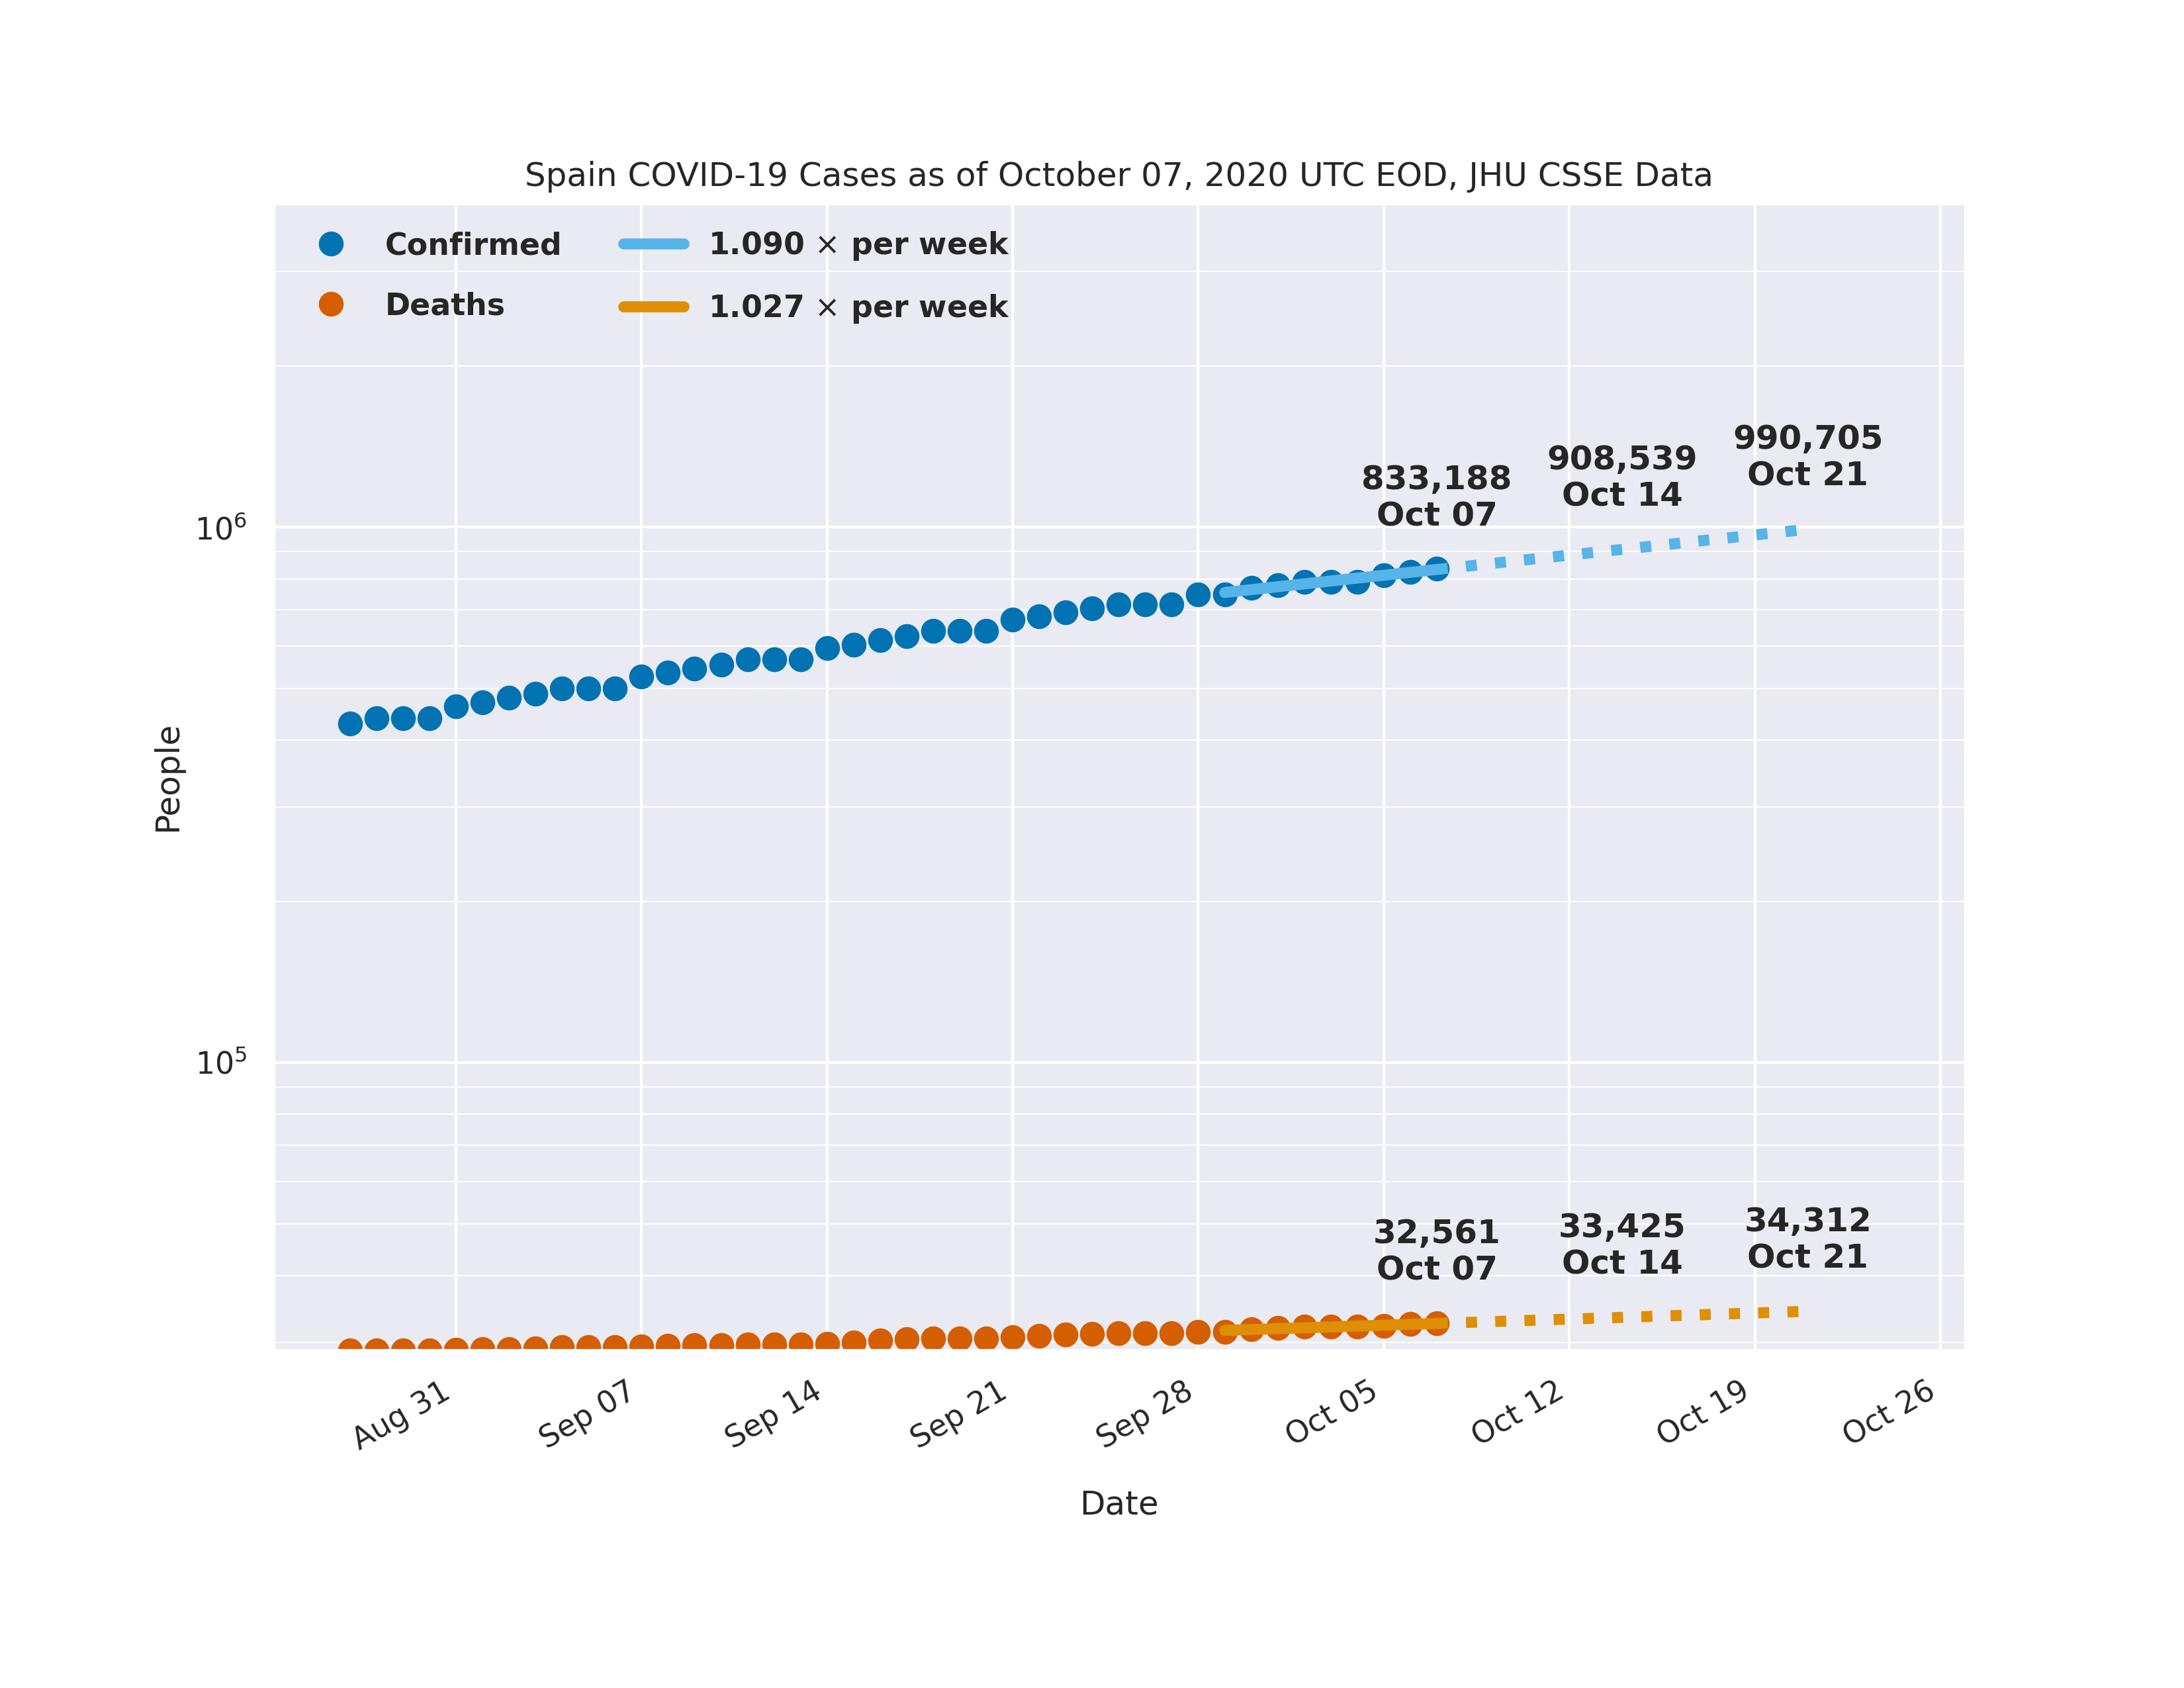 Spain COVID-19 Cases as of October 07, 2020 UTC EOD, JHU CSSE Data
Confirmed
Deaths
1.090 × per week
1.027 × per week
833,188
Oct 07
908,539
Oct 14
990,705
Oct 21
10⁶
10⁵
People
32,561
Oct 07
33,425
Oct 14
34,312
Oct 21
Aug 31
Sep 07
Sep 14
Sep 21
Sep 28
Oct 05
Oct 12
Oct 19
Oct 26
Date